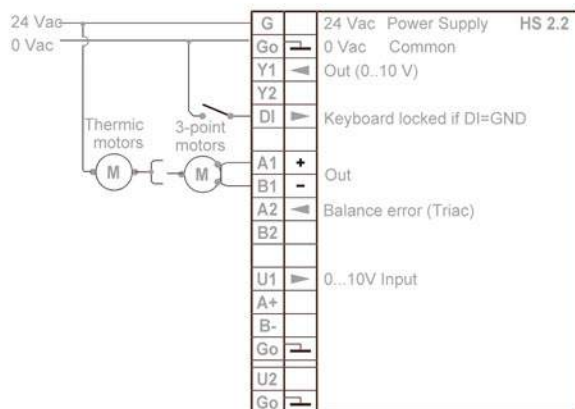 24 Vac G 24 Vac Power Supply HS 2.2
0 Vac Go 0 Vac Common
Y1 Out (0..10 V)
Y2
DI Keyboard locked if DI=GND
Thermic motors
3-point motors
M
M
A1 +
Out
B1 -
A2 Balance error (Triac)
B2
U1 0...10V Input
A+
B-
Go
U2
Go